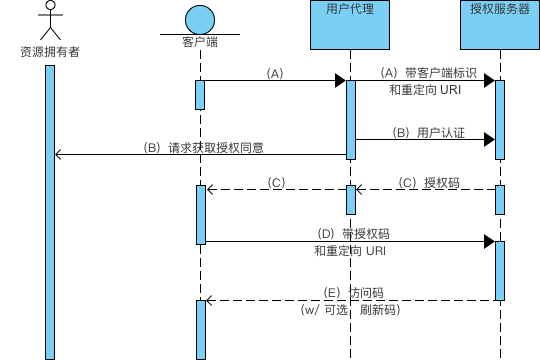 用户代理
授权服务器
资源拥有者
客户端
(A)
(A) 带客户端标识
和重定向 URI
(B) 用户认证
(B) 请求获取授权同意
(C)
(C) 授权码
(D) 带授权码
和重定向 URI
(E) 访问码
(w/ 可选 刷新码)